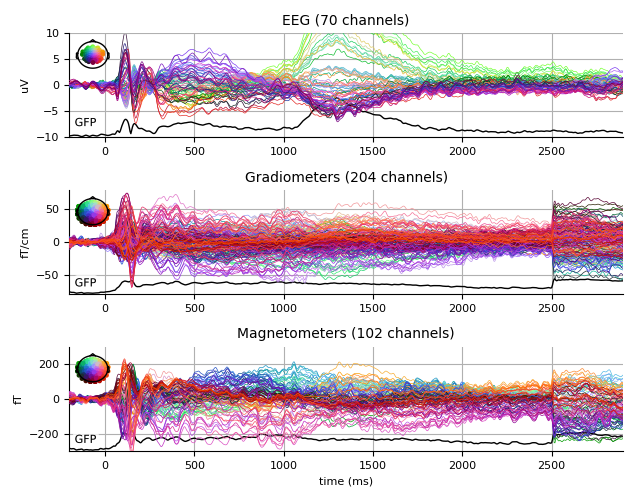 EEG (70 channels)
10
5
0
−5
−10
uV
GFP
0 500 1000 1500 2000 2500
Gradiometers (204 channels)
50
0
−50
fT/cm
GFP
0 500 1000 1500 2000 2500
Magnetometers (102 channels)
200
0
−200
fT
GFP
0 500 1000 1500 2000 2500
time (ms)